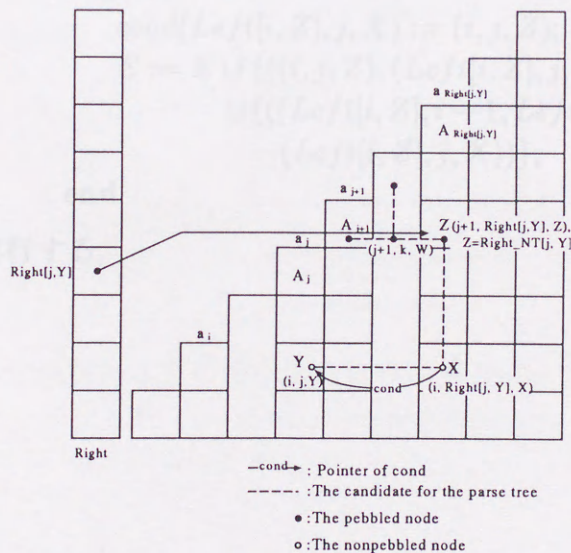 a Right[j,Y]
A Right[j,Y]
a j+1
A j+1
Z (j+1, Right[j,Y], Z),
a j
(j+1, k, W)
Z=Right_NT[j, Y]
Right[j,Y]
A j
a i
Y
X
(i, j, Y)
cond
(i, Right[j, Y], X)
Right
cond : Pointer of cond
: The candidate for the parse tree
: The pebbled node
: The nonpebbled node